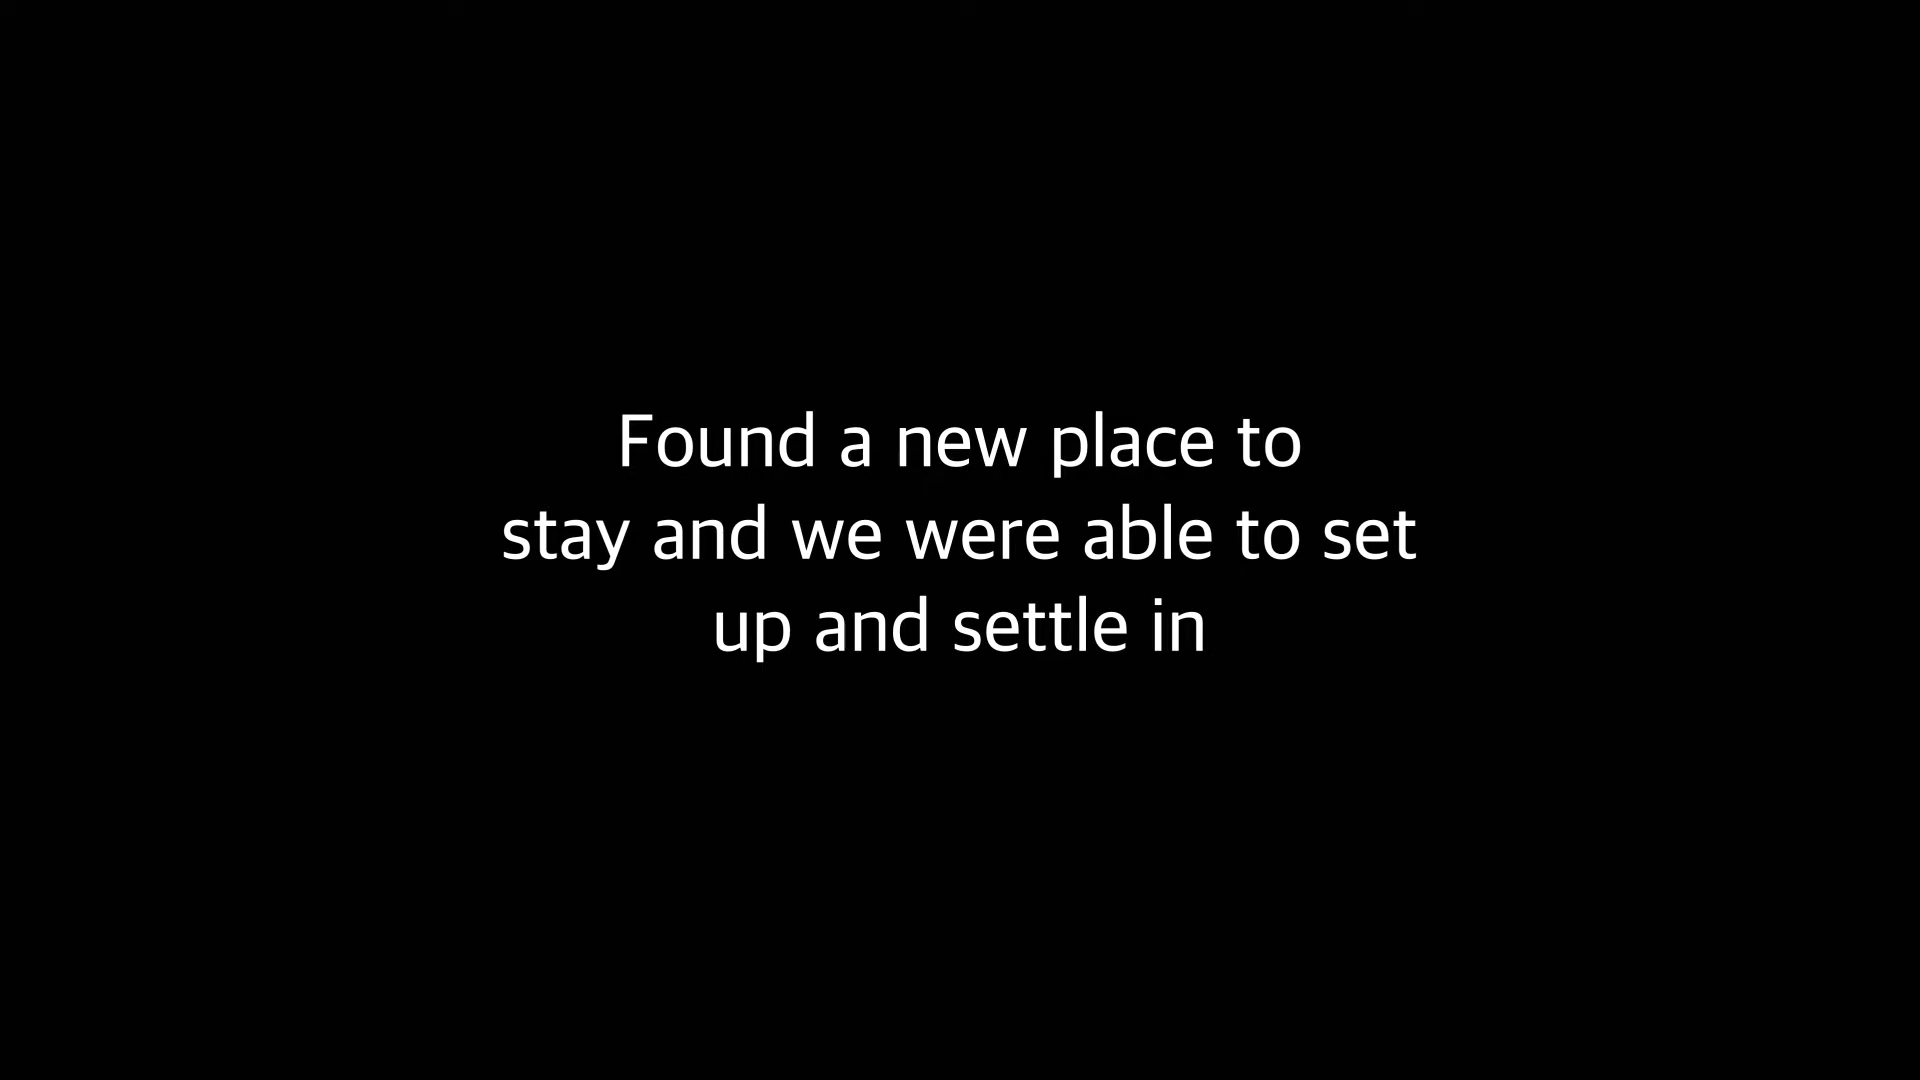 Found a new place to
stay and we were able to set
up and settle in